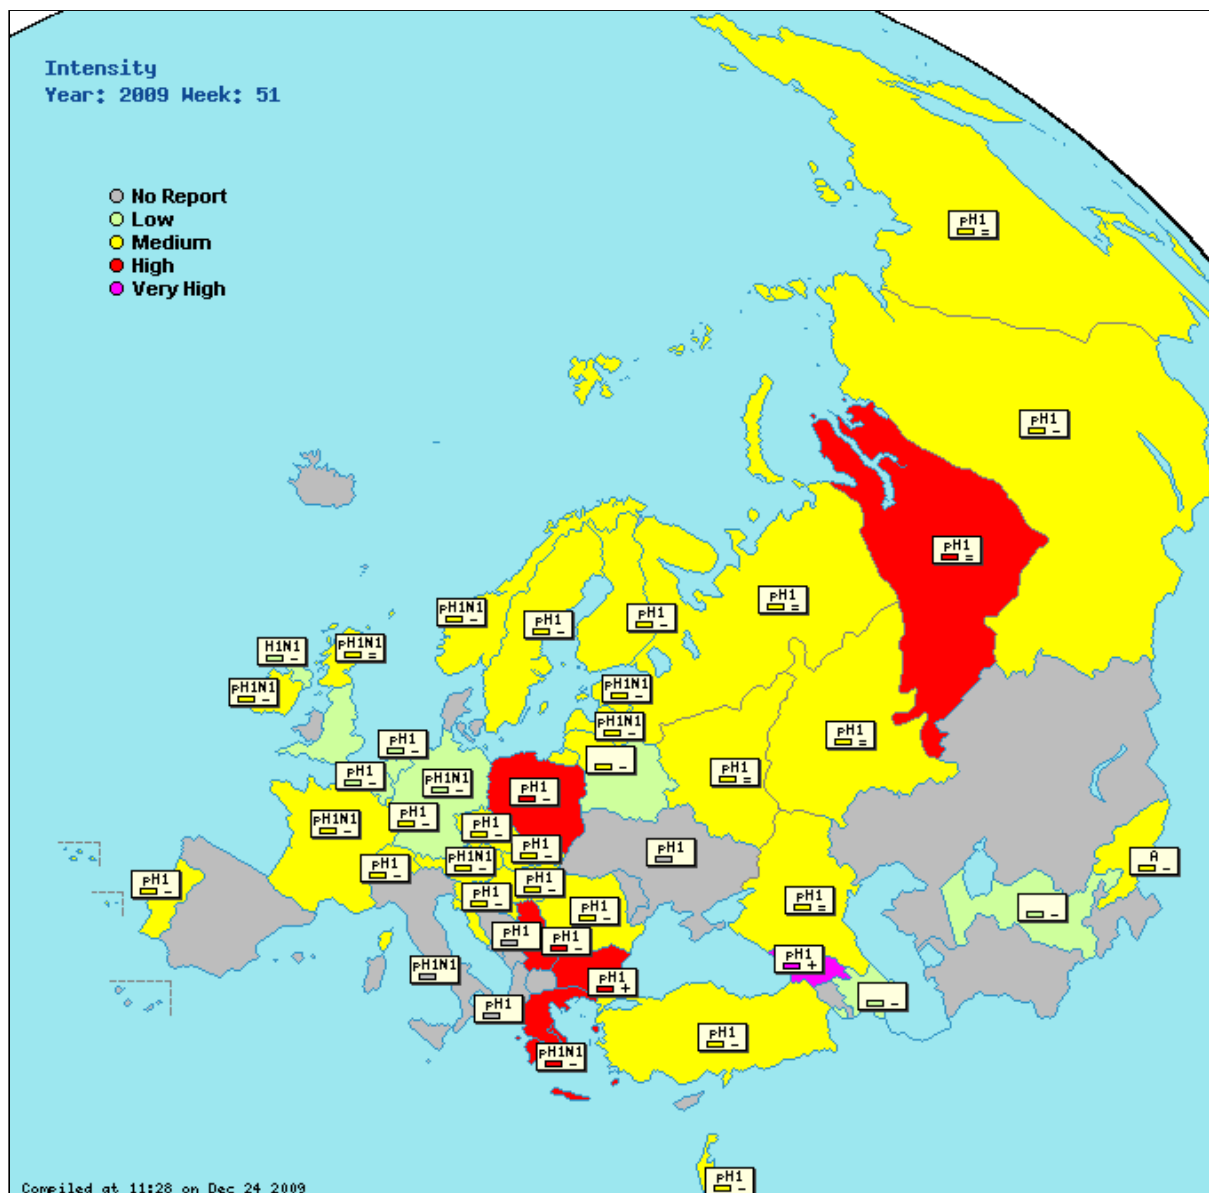 Intensity
Year: 2009 Week: 51
No Report
Low
Medium
High
Very High
pH1
=
pH1
-
pH1
=
pH1
=
pH1N1
-
pH1
-
pH1
-
H1N1
-
pH1N1
=
pH1N1
-
pH1N1
-
pH1N1
-
pH1
-
-
pH1
=
pH1
=
pH1
-
pH1N1
-
pH1
-
pH1N1
-
pH1
-
pH1
-
pH1
-
pH1
pH1
-
pH1N1
-
A
-
pH1
-
pH1
-
pH1
-
pH1
=
pH1
-
-
pH1
pH1
-
pH1
+
pH1N1
pH1
+
-
pH1
pH1
-
pH1N1
-
pH1
-
Compiled at 11:28 on Dec 24 2009